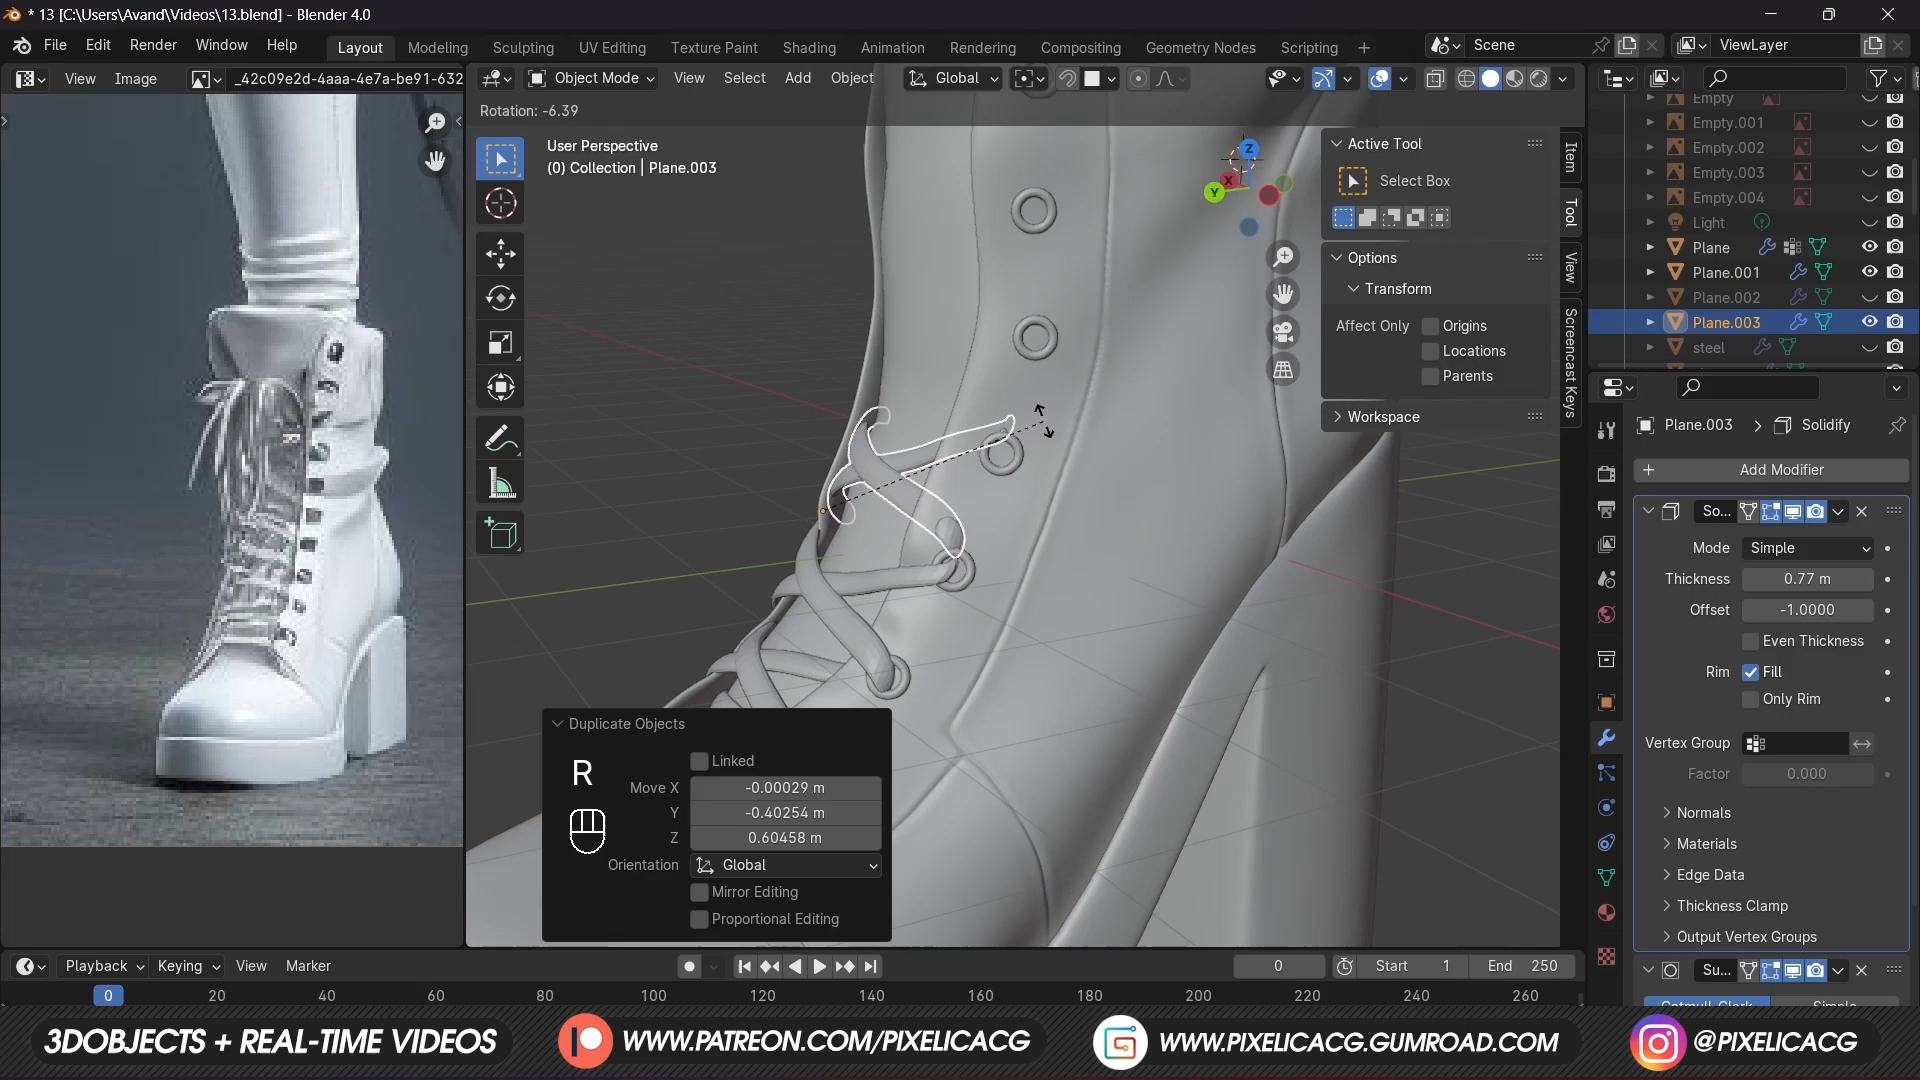 * 13 [C:\Users\Avand\Videos\13.blend] - Blender 4.0
File Edit Render Window Help
Layout Modeling Sculpting UV Editing Texture Paint Shading Animation Rendering Compositing Geometry Nodes Scripting +
Scene
ViewLayer
View Image
_42c09e2d-4aaa-4e7a-be91-632
Object Mode View Select Add Object
Global
Rotation: -6.39
User Perspective
(0) Collection | Plane.003
Z
X
Y
Active Tool
Select Box
Options
Transform
Affect Only Origins
Locations
Parents
Workspace
Item
Tool
View
Screencast Keys
Empty
Empty.001
Empty.002
Empty.003
Empty.004
Light
Plane
Plane.001
Plane.002
Plane.003
steel
Plane.003 > Solidify
+ Add Modifier
So...
Mode Simple
Thickness 0.77 m
Offset -1.0000
Even Thickness
Rim Fill
Only Rim
Vertex Group
Factor 0.000
Normals
Materials
Edge Data
Thickness Clamp
Output Vertex Groups
Su...
Catmull-Clark Simple
Duplicate Objects
R
Linked
Move X -0.00029 m
Y -0.40254 m
Z 0.60458 m
Orientation Global
Mirror Editing
Proportional Editing
Playback Keying View Marker
0
Start 1
End 250
0 20 40 60 80 100 120 140 160 180 200 220 240 260
3DOBJECTS + REAL-TIME VIDEOS
WWW.PATREON.COM/PIXELICACG
WWW.PIXELICACG.GUMROAD.COM
@PIXELICACG